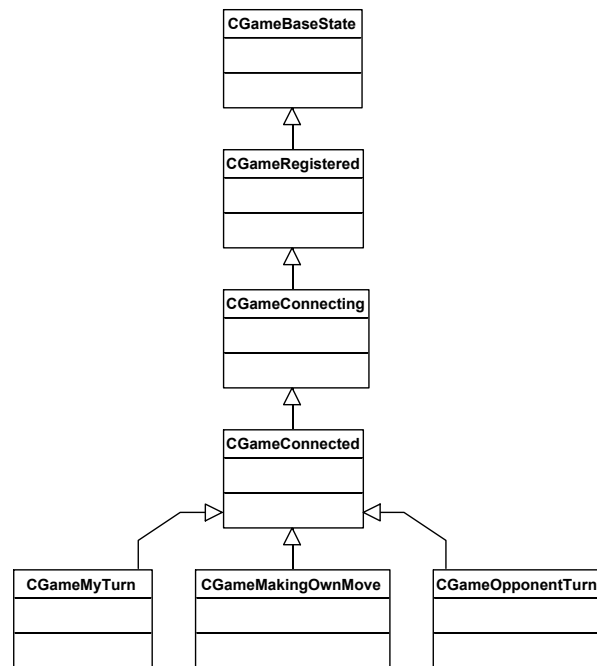 CGameBaseState
CGameRegistered
CGameConnecting
CGameConnected
CGameMyTurn
CGameMakingOwnMove
CGameOpponentTurn